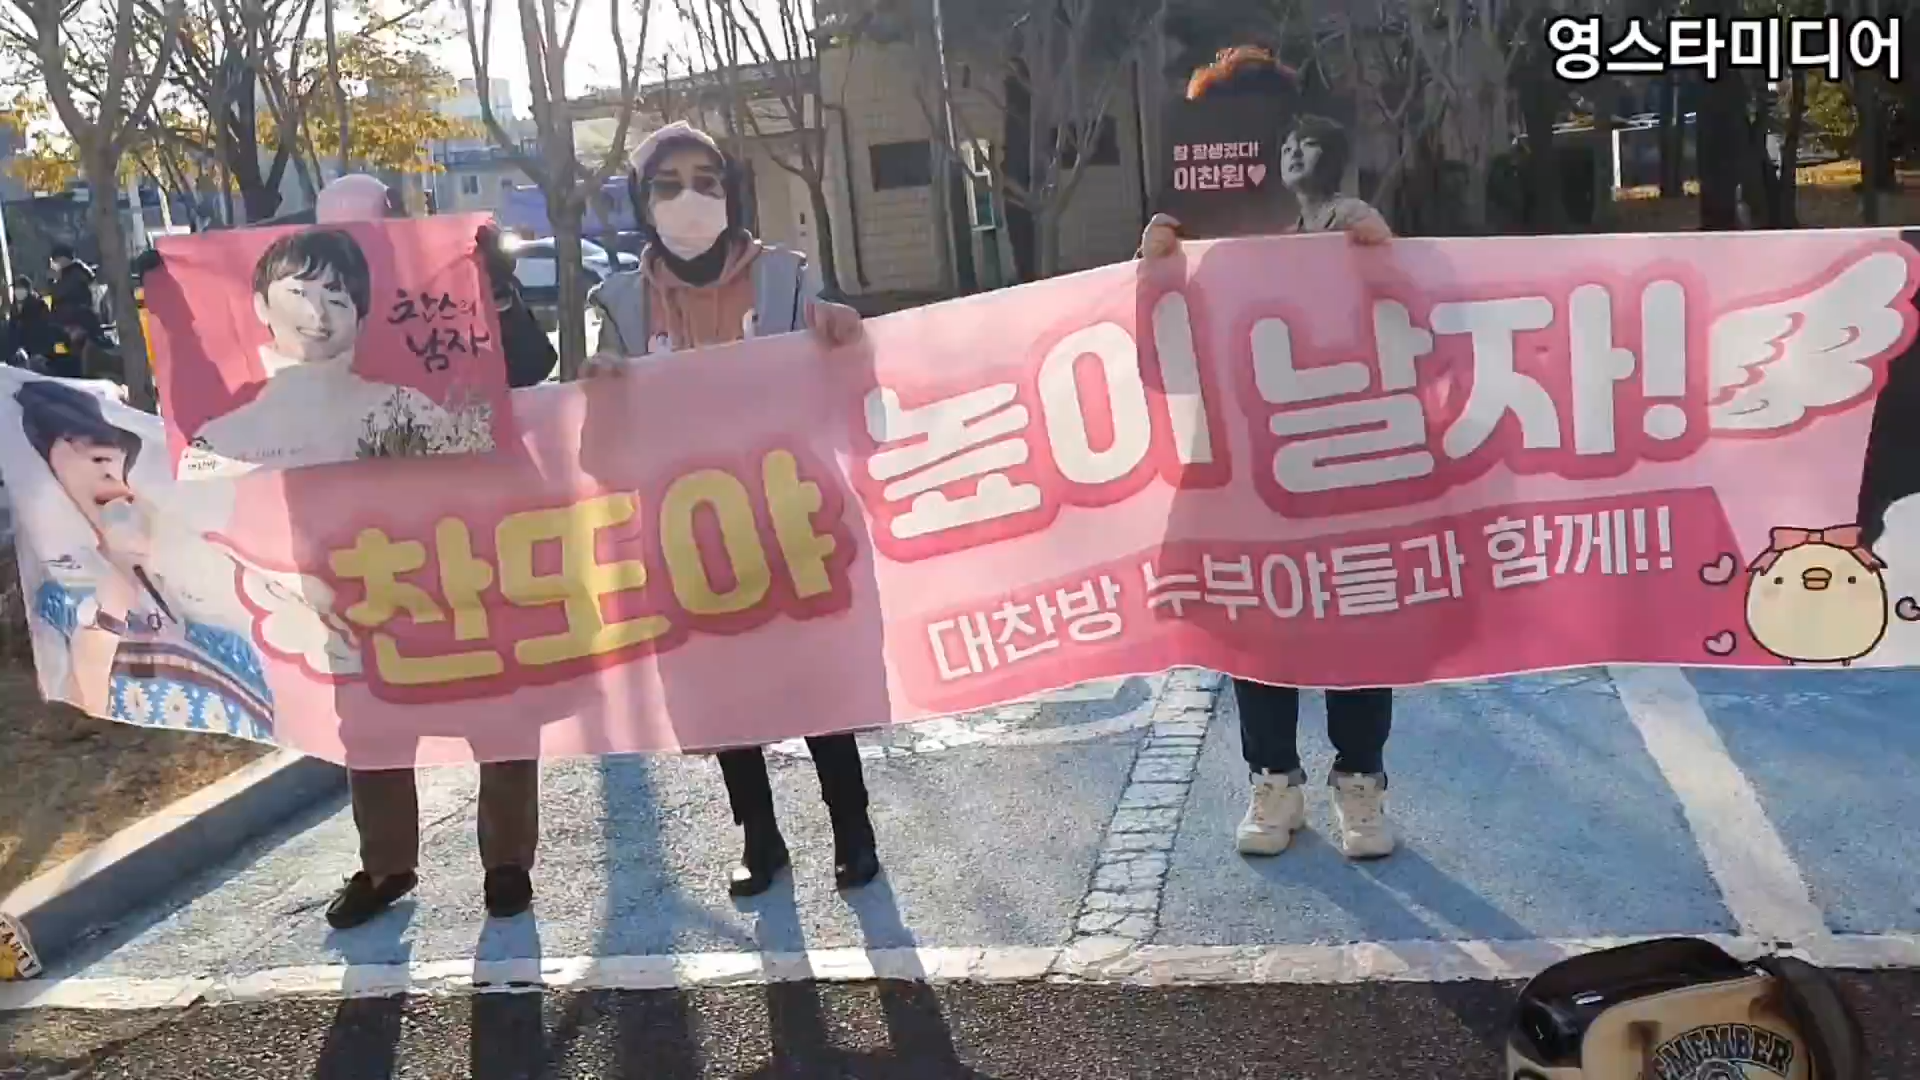 영스타미디어
참 잘생겼다!
이찬원♥
찬스의
남자
찬또야 높이 날자!
대찬방 누부야들과 함께!!
MEMBER